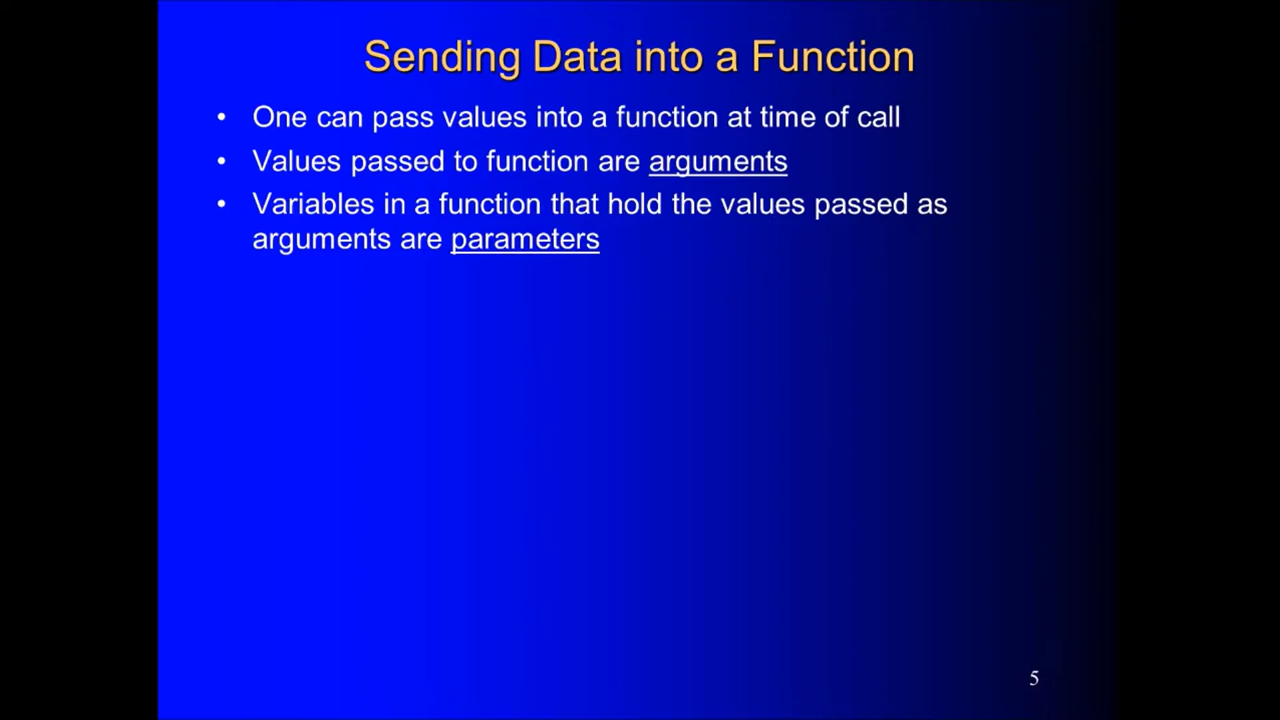 Sending Data into a Function
• One can pass values into a function at time of call
• Values passed to function are arguments
• Variables in a function that hold the values passed as
arguments are parameters
5